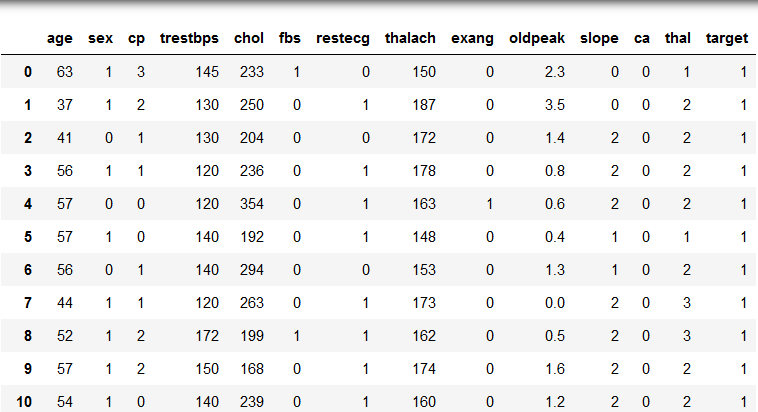 age sex cp trestbps chol fbs restecg thalach exang oldpeak slope ca thal target
0 63 1 3 145 233 1 0 150 0 2.3 0 0 1 1
1 37 1 2 130 250 0 1 187 0 3.5 0 0 2 1
2 41 0 1 130 204 0 0 172 0 1.4 2 0 2 1
3 56 1 1 120 236 0 1 178 0 0.8 2 0 2 1
4 57 0 0 120 354 0 1 163 1 0.6 2 0 2 1
5 57 1 0 140 192 0 1 148 0 0.4 1 0 1 1
6 56 0 1 140 294 0 0 153 0 1.3 1 0 2 1
7 44 1 1 120 263 0 1 173 0 0.0 2 0 3 1
8 52 1 2 172 199 1 1 162 0 0.5 2 0 3 1
9 57 1 2 150 168 0 1 174 0 1.6 2 0 2 1
10 54 1 0 140 239 0 1 160 0 1.2 2 0 2 1